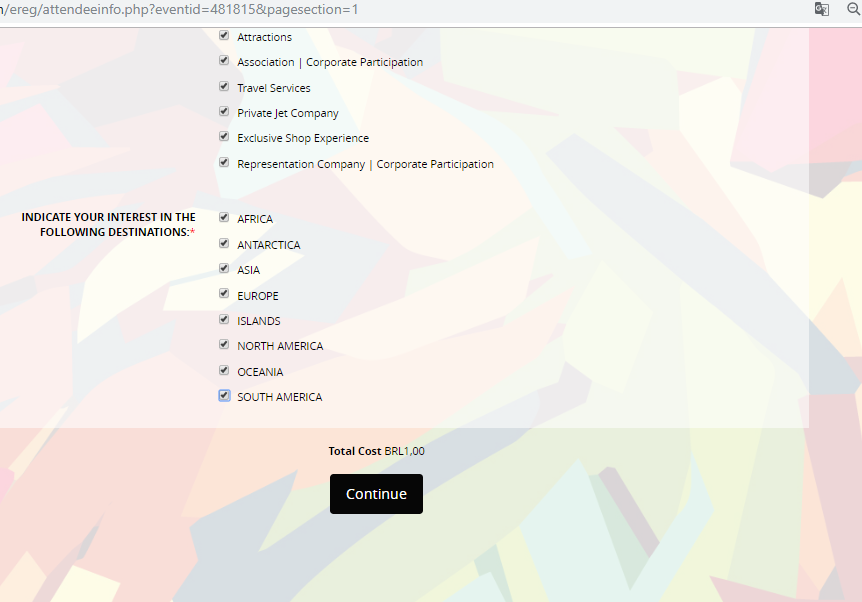 /ereg/attendeeinfo.php?eventid=481815&pagesection=1
Attractions
Association | Corporate Participation
Travel Services
Private Jet Company
Exclusive Shop Experience
Representation Company | Corporate Participation
INDICATE YOUR INTEREST IN THE
FOLLOWING DESTINATIONS:*
AFRICA
ANTARCTICA
ASIA
EUROPE
ISLANDS
NORTH AMERICA
OCEANIA
SOUTH AMERICA
Total Cost BRL1,00
Continue